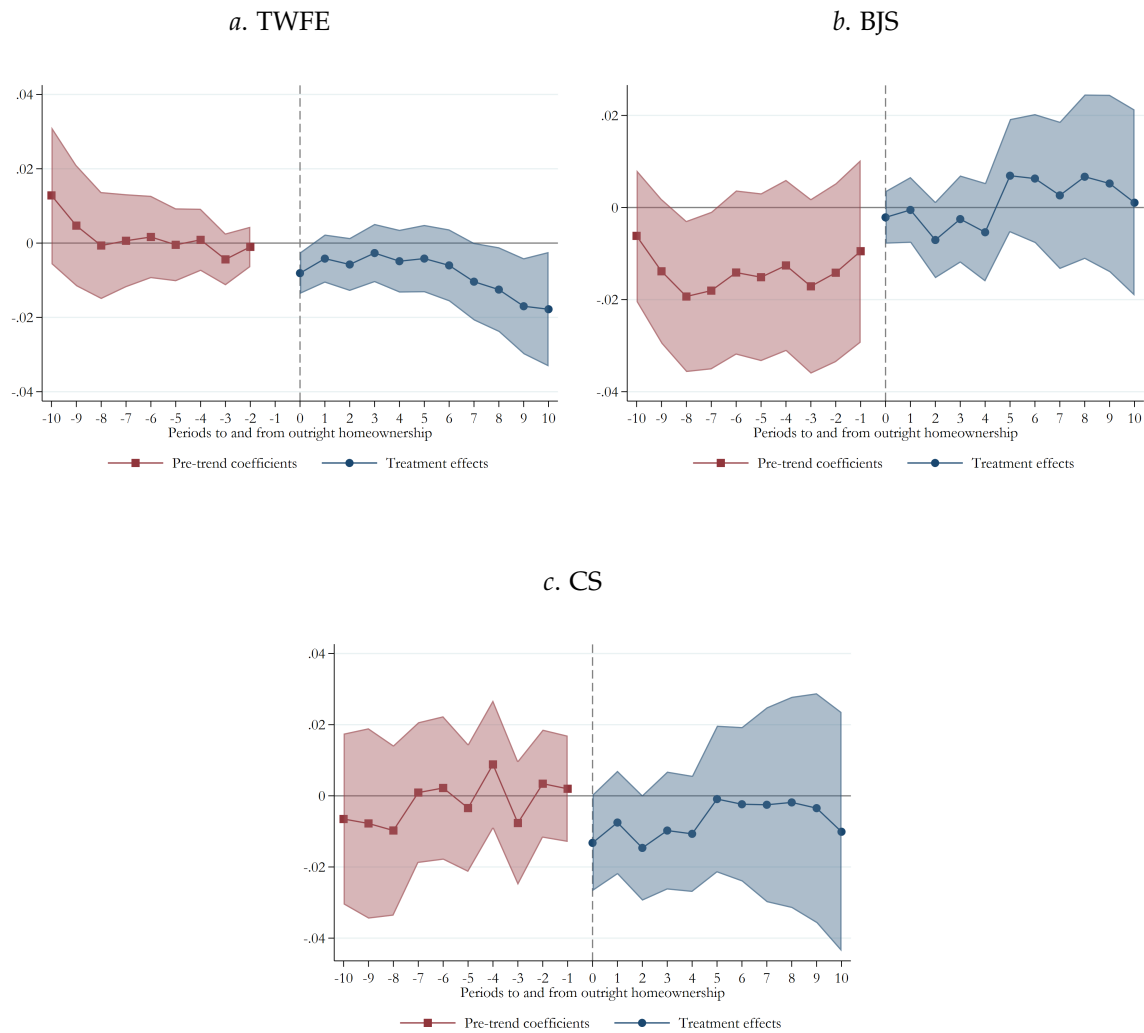 a. TWFE
.04
.02
0
-.02
-.04
-10 -9 -8 -7 -6 -5 -4 -3 -2 -1 0 1 2 3 4 5 6 7 8 9 10
Periods to and from outright homeownership
Pre-trend coefficients Treatment effects
b. BJS
.02
0
-.02
-.04
-10 -9 -8 -7 -6 -5 -4 -3 -2 -1 0 1 2 3 4 5 6 7 8 9 10
Periods to and from outright homeownership
Pre-trend coefficients Treatment effects
c. CS
.04
.02
0
-.02
-.04
-10 -9 -8 -7 -6 -5 -4 -3 -2 -1 0 1 2 3 4 5 6 7 8 9 10
Periods to and from outright homeownership
Pre-trend coefficients Treatment effects